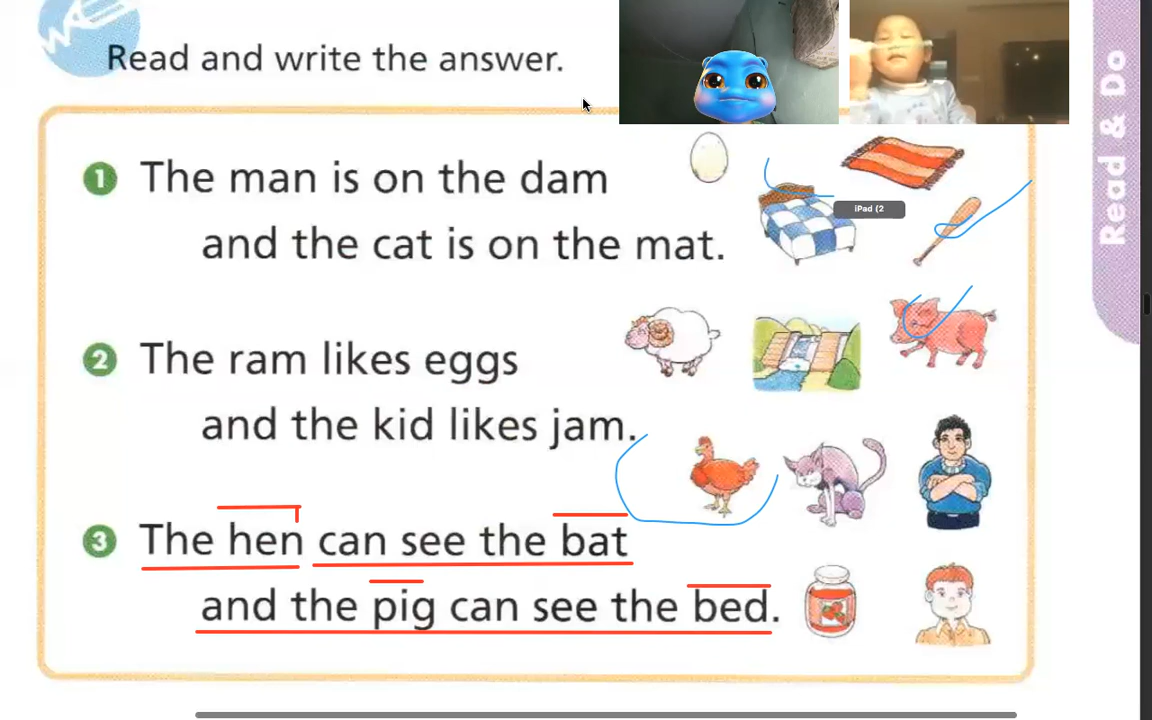 Read and write the answer.
1 The man is on the dam
and the cat is on the mat.
iPad (2
2 The ram likes eggs
and the kid likes jam.
3 The hen can see the bat
and the pig can see the bed.
Read & Do